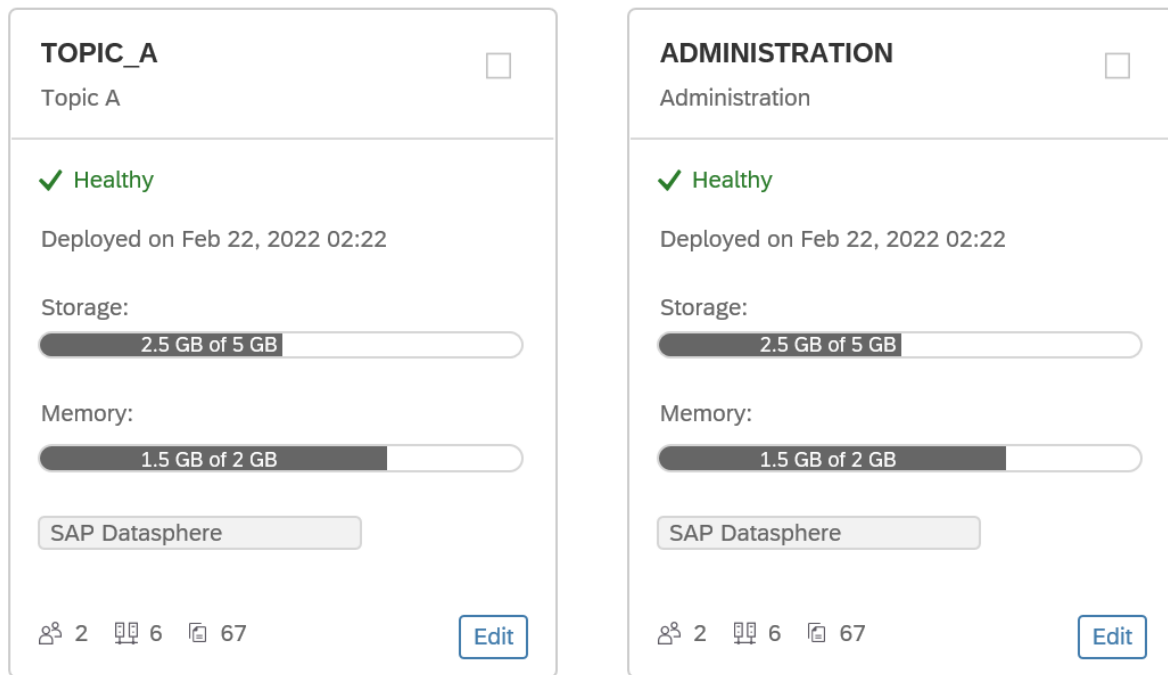 TOPIC_A
Topic A
Healthy
Deployed on Feb 22, 2022 02:22
Storage:
2.5 GB of 5 GB
Memory:
1.5 GB of 2 GB
SAP Datasphere
2 6 67
Edit
ADMINISTRATION
Administration
Healthy
Deployed on Feb 22, 2022 02:22
Storage:
2.5 GB of 5 GB
Memory:
1.5 GB of 2 GB
SAP Datasphere
2 6 67
Edit